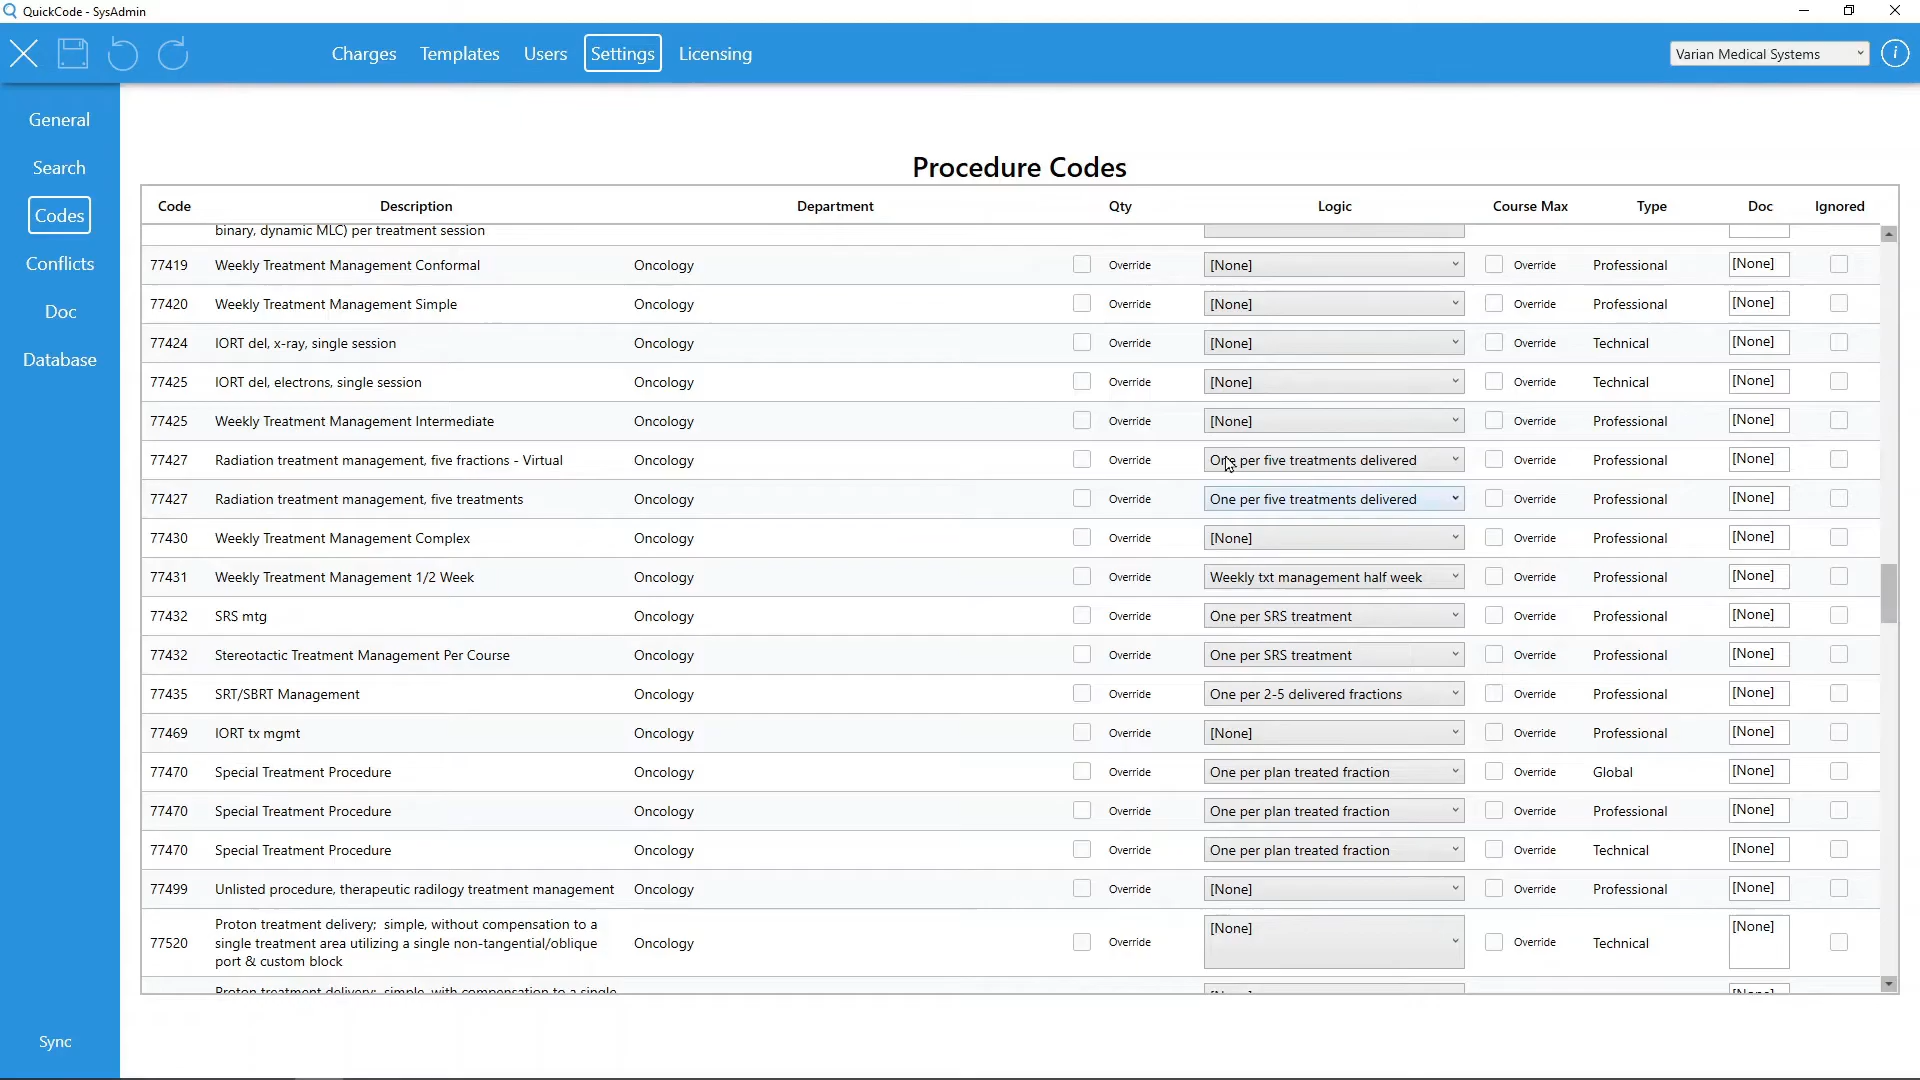 QuickCode - SysAdmin
Charges Templates Users Settings Licensing Varian Medical Systems i
General
Search
Codes
Conflicts
Doc
Database
Sync
Procedure Codes
Code Description Department Qty Logic Course Max Type Doc Ignored
binary, dynamic MLC) per treatment session
77419 Weekly Treatment Management Conformal Oncology Override [None] Override Professional [None]
77420 Weekly Treatment Management Simple Oncology Override [None] Override Professional [None]
77424 IORT del, x-ray, single session Oncology Override [None] Override Technical [None]
77425 IORT del, electrons, single session Oncology Override [None] Override Technical [None]
77425 Weekly Treatment Management Intermediate Oncology Override [None] Override Professional [None]
77427 Radiation treatment management, five fractions - Virtual Oncology Override One per five treatments delivered Override Professional [None]
77427 Radiation treatment management, five treatments Oncology Override One per five treatments delivered Override Professional [None]
77430 Weekly Treatment Management Complex Oncology Override [None] Override Professional [None]
77431 Weekly Treatment Management 1/2 Week Oncology Override Weekly txt management half week Override Professional [None]
77432 SRS mtg Oncology Override One per SRS treatment Override Professional [None]
77432 Stereotactic Treatment Management Per Course Oncology Override One per SRS treatment Override Professional [None]
77435 SRT/SBRT Management Oncology Override One per 2-5 delivered fractions Override Professional [None]
77469 IORT tx mgmt Oncology Override [None] Override Professional [None]
77470 Special Treatment Procedure Oncology Override One per plan treated fraction Override Global [None]
77470 Special Treatment Procedure Oncology Override One per plan treated fraction Override Professional [None]
77470 Special Treatment Procedure Oncology Override One per plan treated fraction Override Technical [None]
77499 Unlisted procedure, therapeutic radilogy treatment management Oncology Override [None] Override Professional [None]
Proton treatment delivery; simple, without compensation to a
77520 single treatment area utilizing a single non-tangential/oblique Oncology Override [None] Override Technical [None]
port & custom block
Proton treatment delivery; simple, with compensation to a single